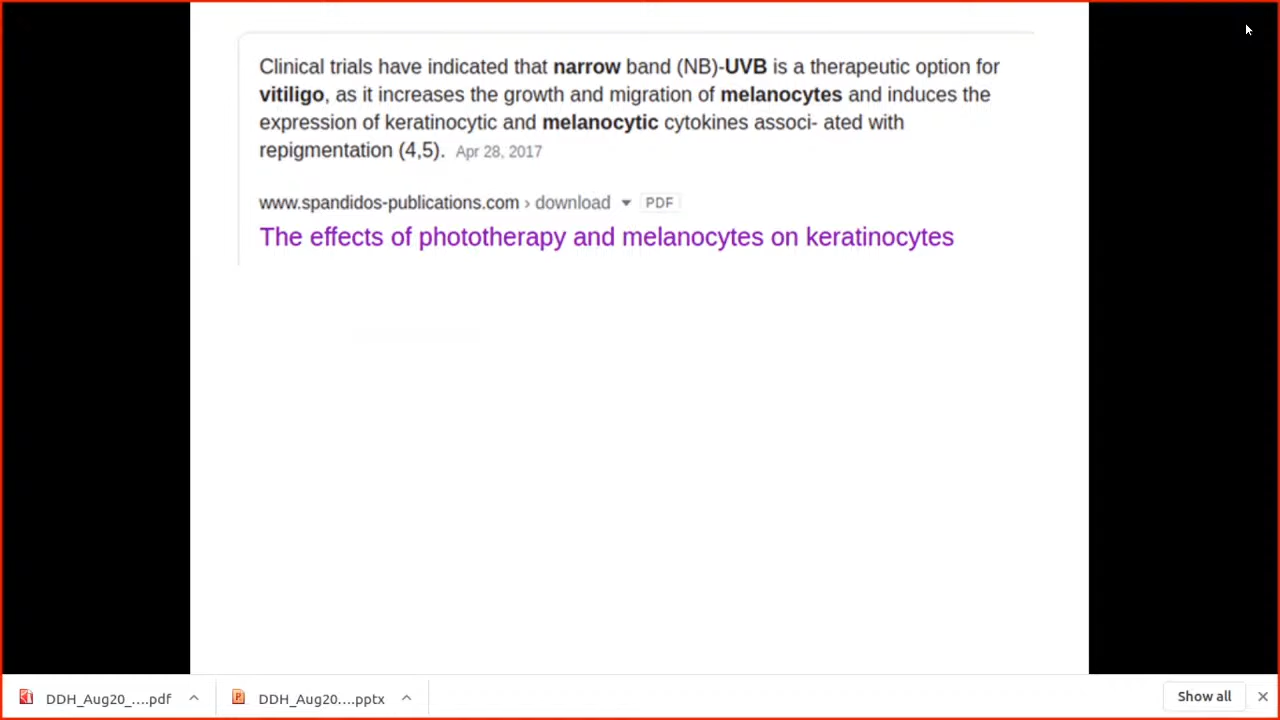 Clinical trials have indicated that narrow band (NB)-UVB is a therapeutic option for
vitiligo, as it increases the growth and migration of melanocytes and induces the
expression of keratinocytic and melanocytic cytokines associ- ated with
repigmentation (4,5). Apr 28, 2017
www.spandidos-publications.com › download PDF
The effects of phototherapy and melanocytes on keratinocytes
DDH_Aug20_....pdf DDH_Aug20....pptx Show all